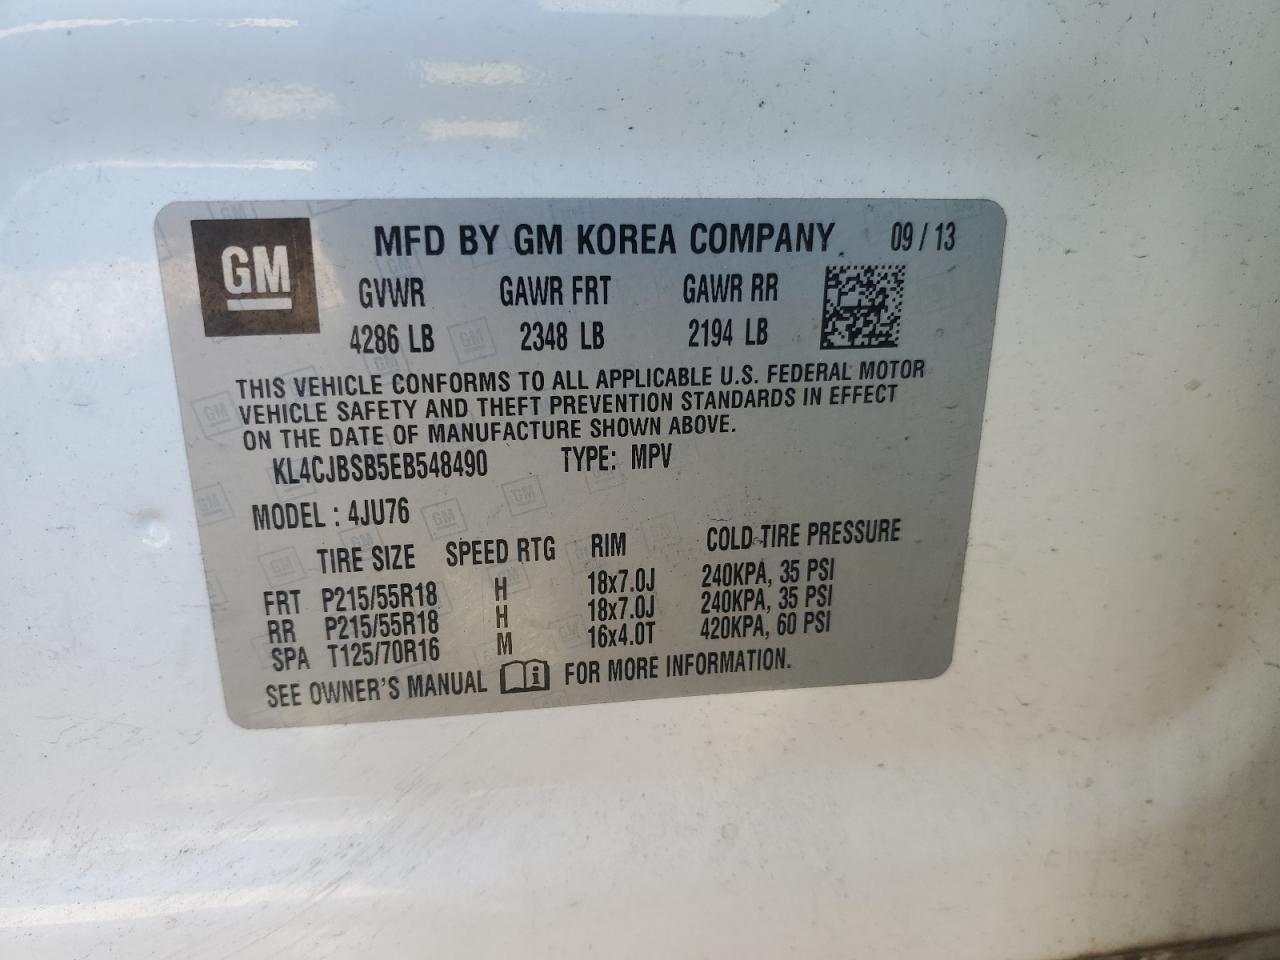 GM
MFD BY GM KOREA COMPANY 09 / 13
GVWR GAWR FRT GAWR RR
4286 LB 2348 LB 2194 LB
THIS VEHICLE CONFORMS TO ALL APPLICABLE U.S. FEDERAL MOTOR
VEHICLE SAFETY AND THEFT PREVENTION STANDARDS IN EFFECT
ON THE DATE OF MANUFACTURE SHOWN ABOVE.
KL4CJBSB5EB548490 TYPE: MPV
MODEL : 4JU76
TIRE SIZE SPEED RTG RIM COLD TIRE PRESSURE
FRT P215/55R18 H 18x7.0J 240KPA, 35 PSI
RR P215/55R18 H 18x7.0J 240KPA, 35 PSI
SPA T125/70R16 M 16x4.0T 420KPA, 60 PSI
SEE OWNER'S MANUAL i FOR MORE INFORMATION.